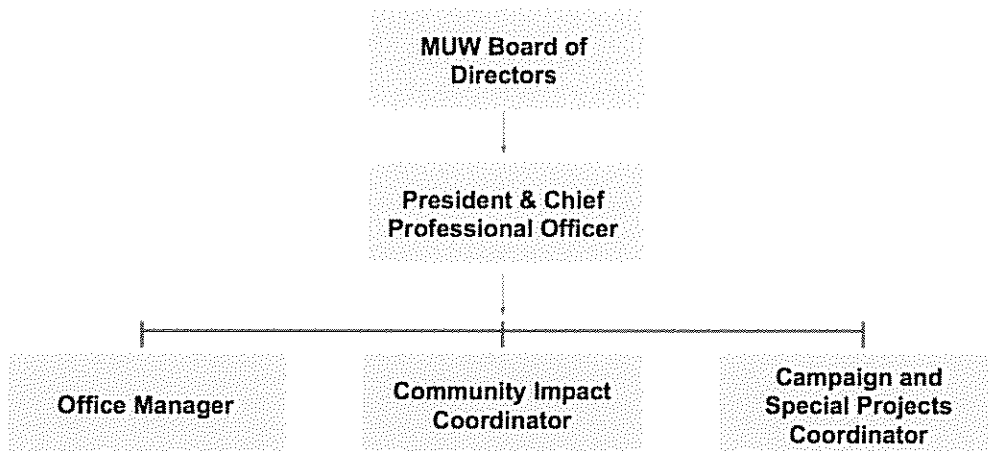 MUW Board of
Directors
President & Chief
Professional Officer
Office Manager
Community Impact
Coordinator
Campaign and
Special Projects
Coordinator